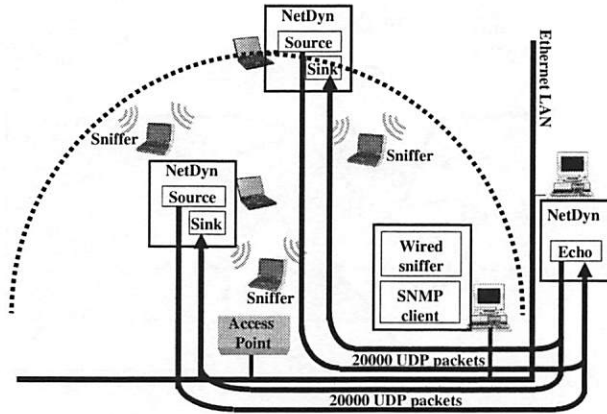 NetDyn
Source
Sink
Ethernet LAN
Sniffer
Sniffer
NetDyn
Source
Sink
NetDyn
Echo
Wired
sniffer
SNMP
client
Sniffer
Access
Point
20000 UDP packets
20000 UDP packets